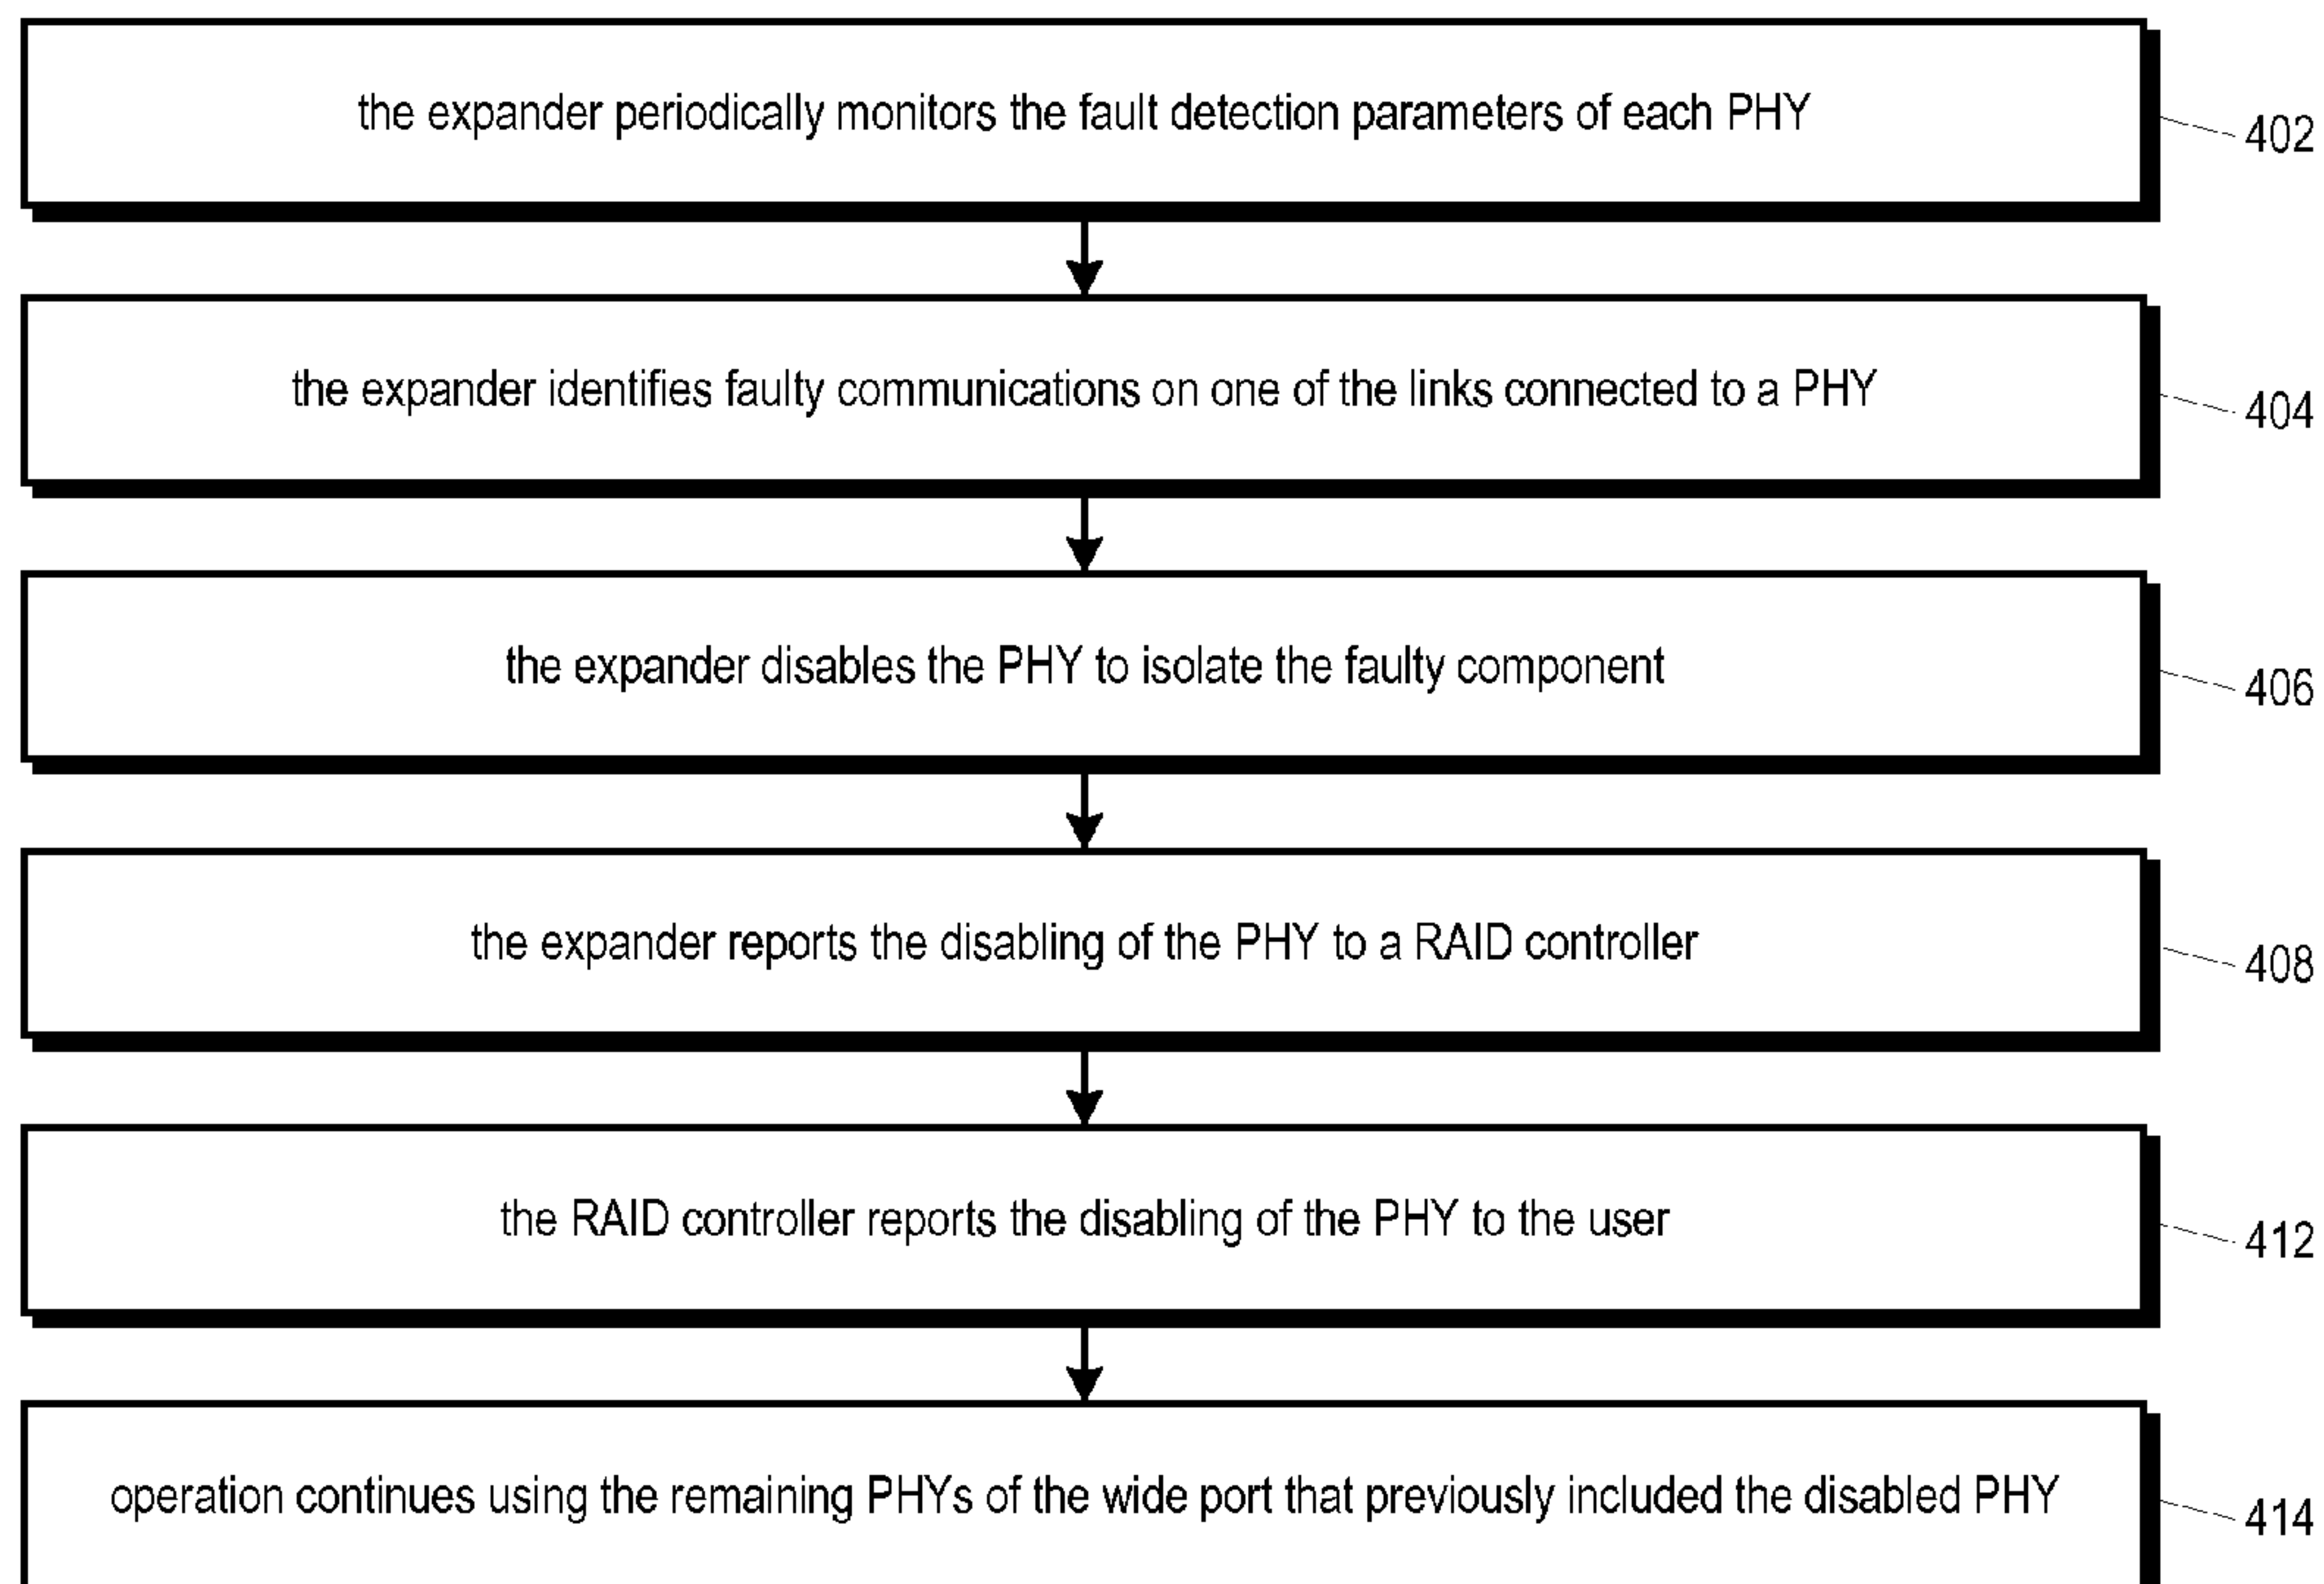 the expander periodically monitors the fault detection parameters of each PHY
402
the expander identifies faulty communications on one of the links connected to a PHY
404
the expander disables the PHY to isolate the faulty component
406
the expander reports the disabling of the PHY to a RAID controller
408
the RAID controller reports the disabling of the PHY to the user
412
operation continues using the remaining PHYs of the wide port that previously included the disabled PHY
414